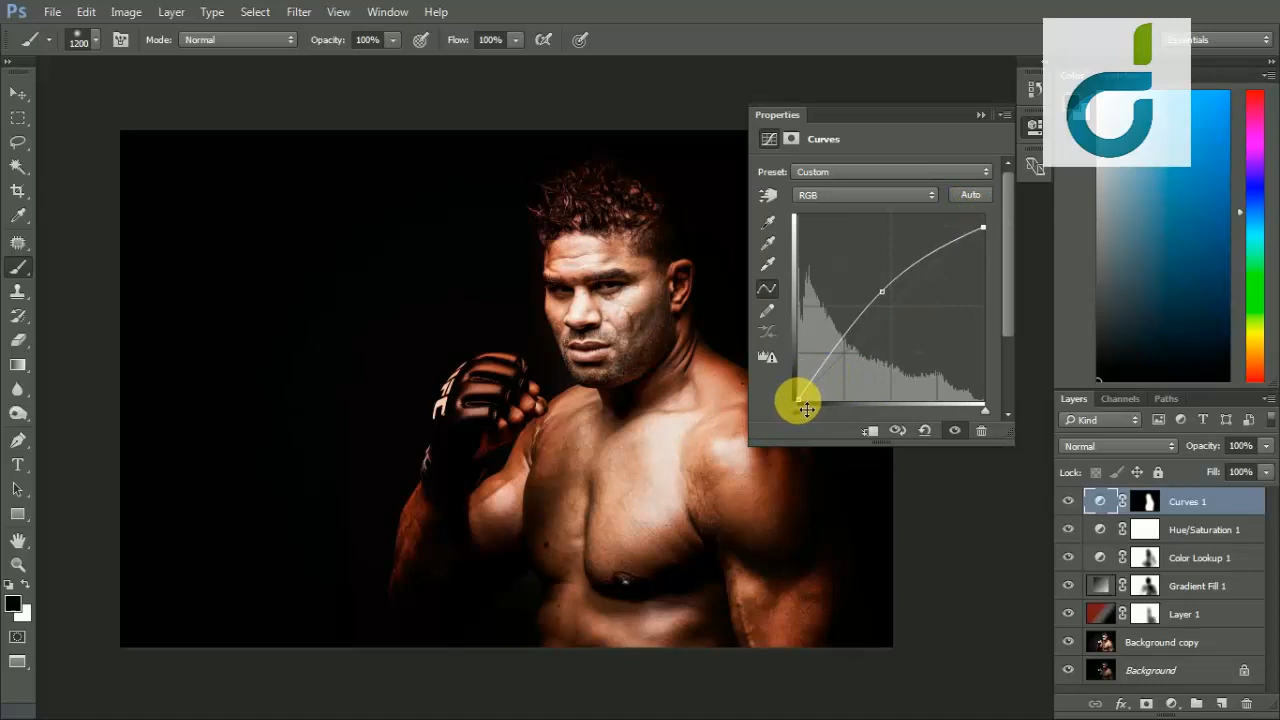 Ps File Edit Image Layer Type Select Filter View Window Help
1200 Mode: Normal Opacity: 100% Flow: 100% Essentials
Color
Properties
Curves
Preset: Custom
RGB Auto
Layers Channels Paths
Kind
Normal Opacity: 100%
Lock: Fill: 100%
Curves 1
Hue/Saturation 1
Color Lookup 1
Gradient Fill 1
Layer 1
Background copy
Background